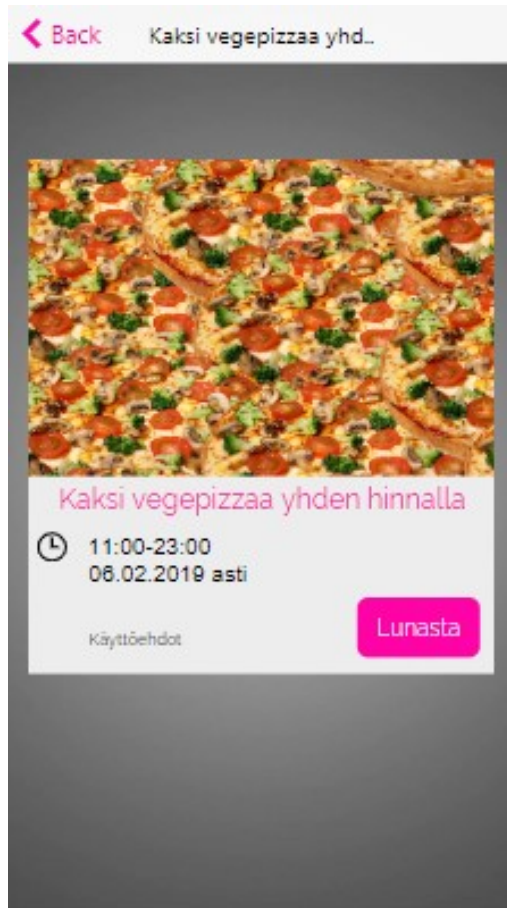 Back
Kaksi vegepizzaa yhd..
Kaksi vegepizzaa yhden hinnalla
11:00-23:00
06.02.2019 asti
Käyttöehdot
Lunasta